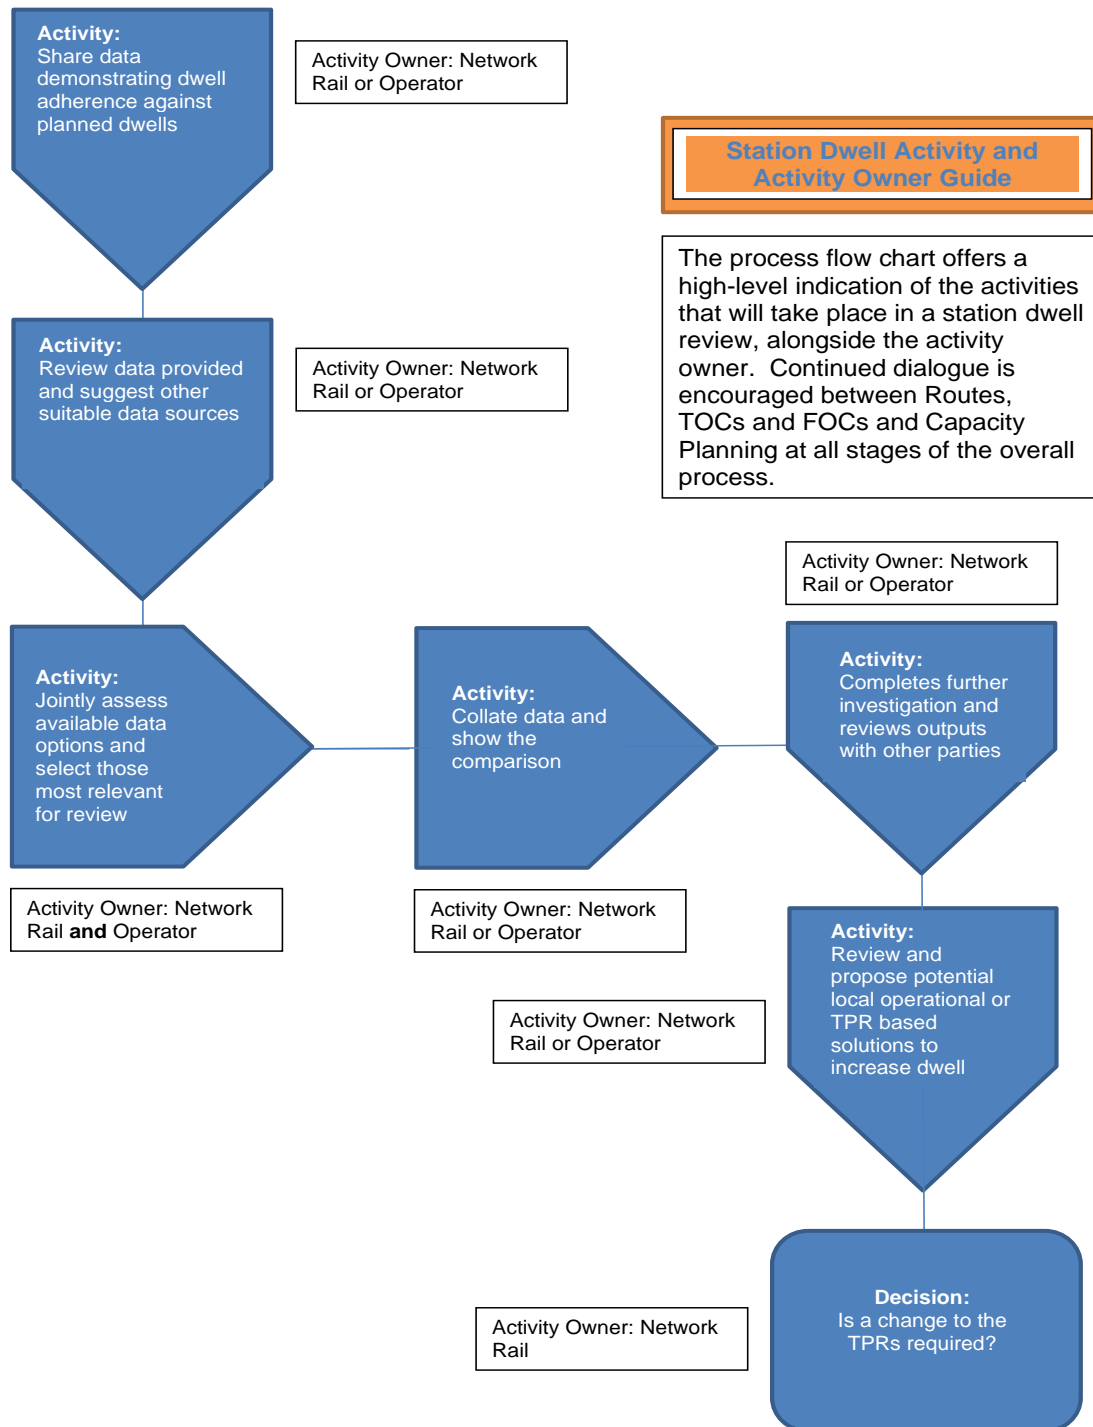 Activity:
Share data
demonstrating dwell
adherence against
planned dwells
Activity Owner: Network
Rail or Operator
Station Dwell Activity and
Activity Owner Guide
The process flow chart offers a
high-level indication of the activities
that will take place in a station dwell
review, alongside the activity
owner.  Continued dialogue is
encouraged between Routes,
TOCs and FOCs and Capacity
Planning at all stages of the overall
process.
Activity:
Review data provided
and suggest other
suitable data sources
Activity Owner: Network
Rail or Operator
Activity:
Jointly assess
available data
options and
select those
most relevant
for review
Activity Owner: Network
Rail and Operator
Activity:
Collate data and
show the
comparison
Activity Owner: Network
Rail or Operator
Activity Owner: Network
Rail or Operator
Activity:
Completes further
investigation and
reviews outputs
with other parties
Activity:
Review and
propose potential
local operational or
TPR based
solutions to
increase dwell
Activity Owner: Network
Rail or Operator
Decision:
Is a change to the
TPRs required?
Activity Owner: Network
Rail